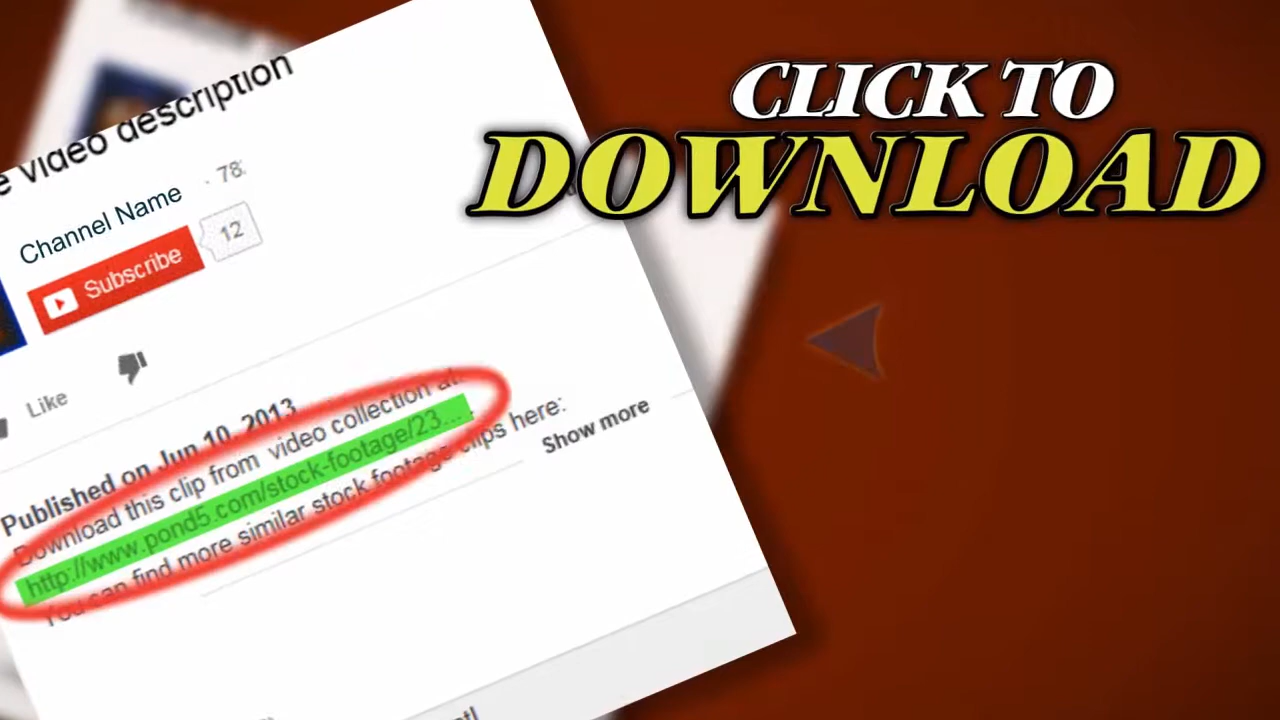 CLICK TO
DOWNLOAD
video description
Channel Name
Subscribe
12
Like
Published on Jun 10, 2013
Download this clip from video collection at
http://www.pond5.com/stock-footage/23...
You can find more similar stock footage clips here:
Show more